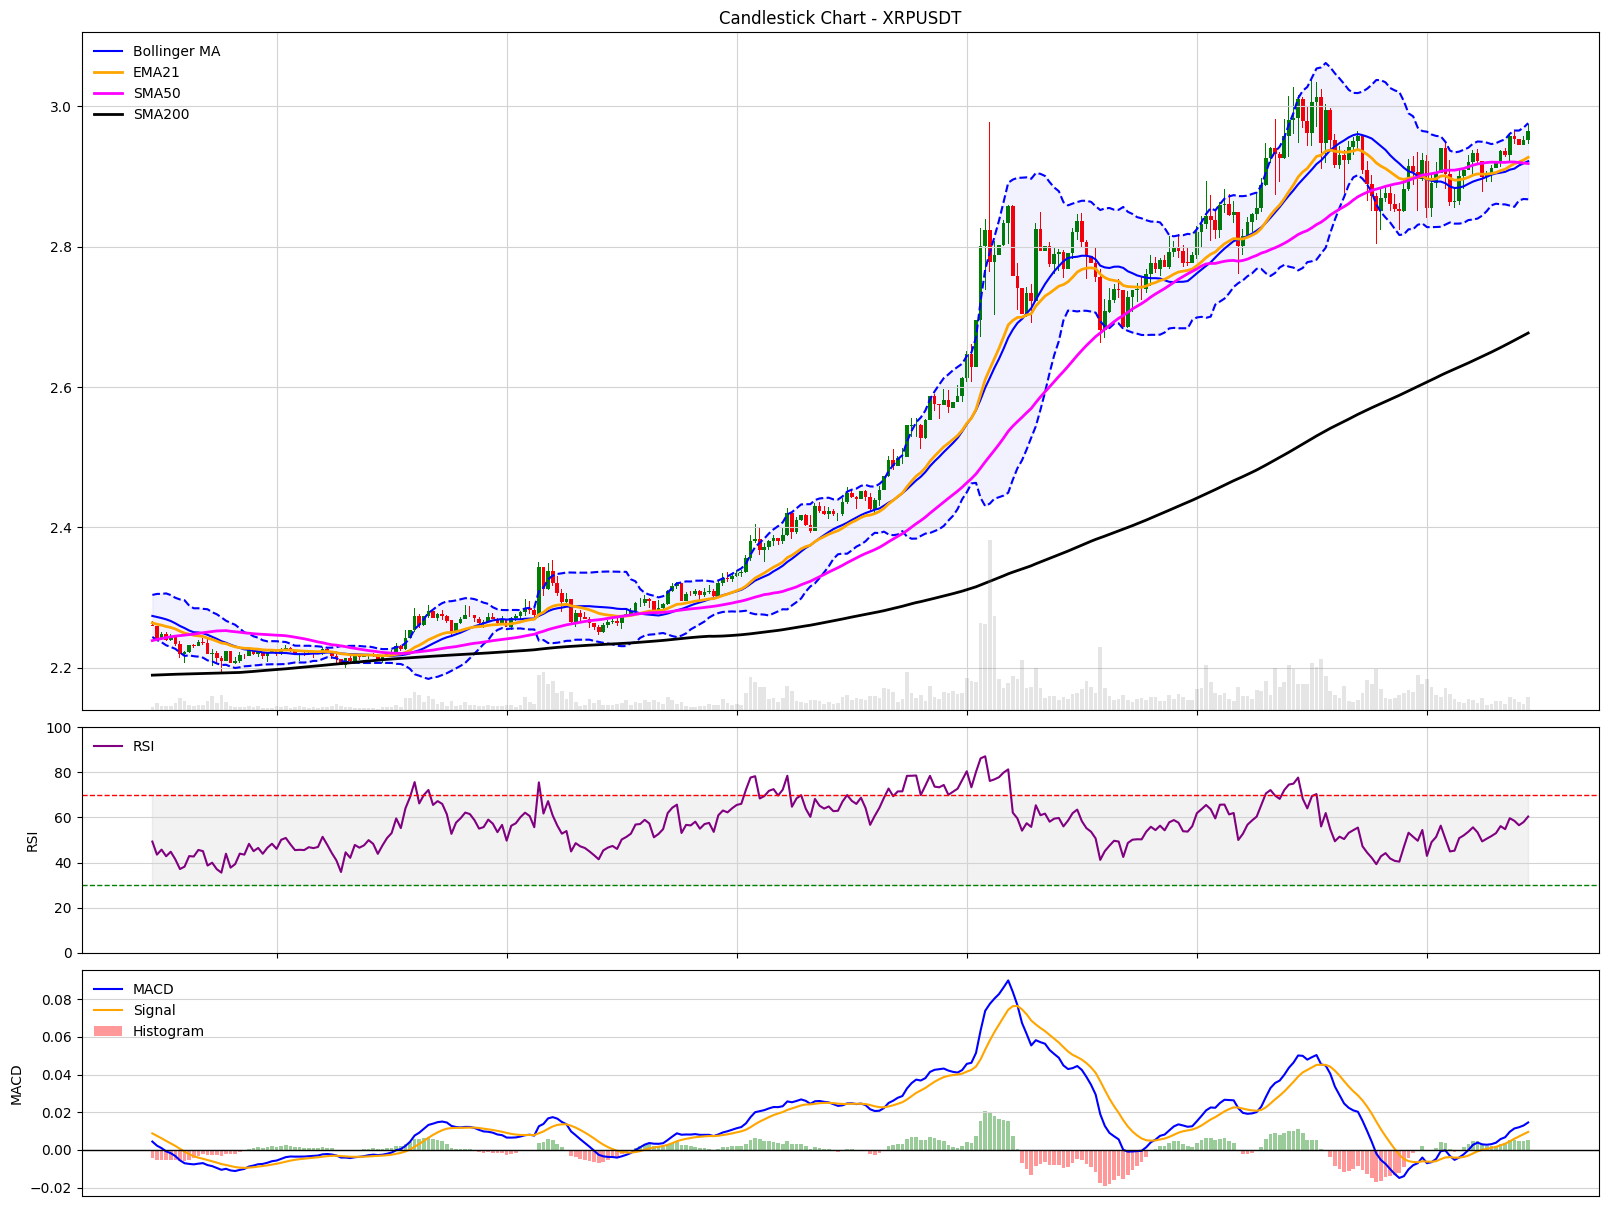 Candlestick Chart - XRPUSDT
Bollinger MA
EMA21
SMA50
SMA200
3.0
2.8
2.6
2.4
2.2
RSI
RSI
100
80
60
40
20
0
MACD
Signal
Histogram
MACD
0.08
0.06
0.04
0.02
0.00
−0.02